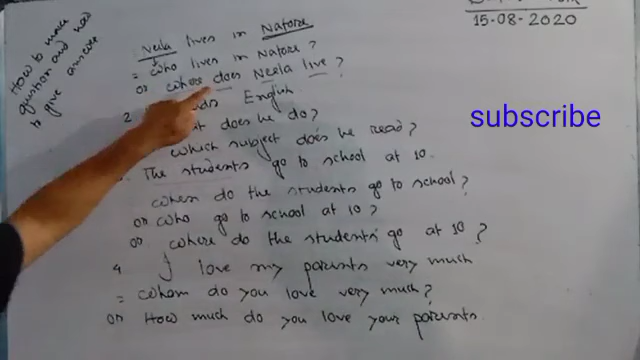 15-08-2020
How to make
question and how
to give answer
Neela lives in Natore
= Who lives in Natore?
or Where does Neela live?
2 English
does he do?
which subject does he read?
The students go to school at 10.
when do the students go to school?
or who go to school at 10?
or where do the students go at 10?
4 I love my parents very much
= whom do you love very much?
or How much do you love your parents.
subscribe